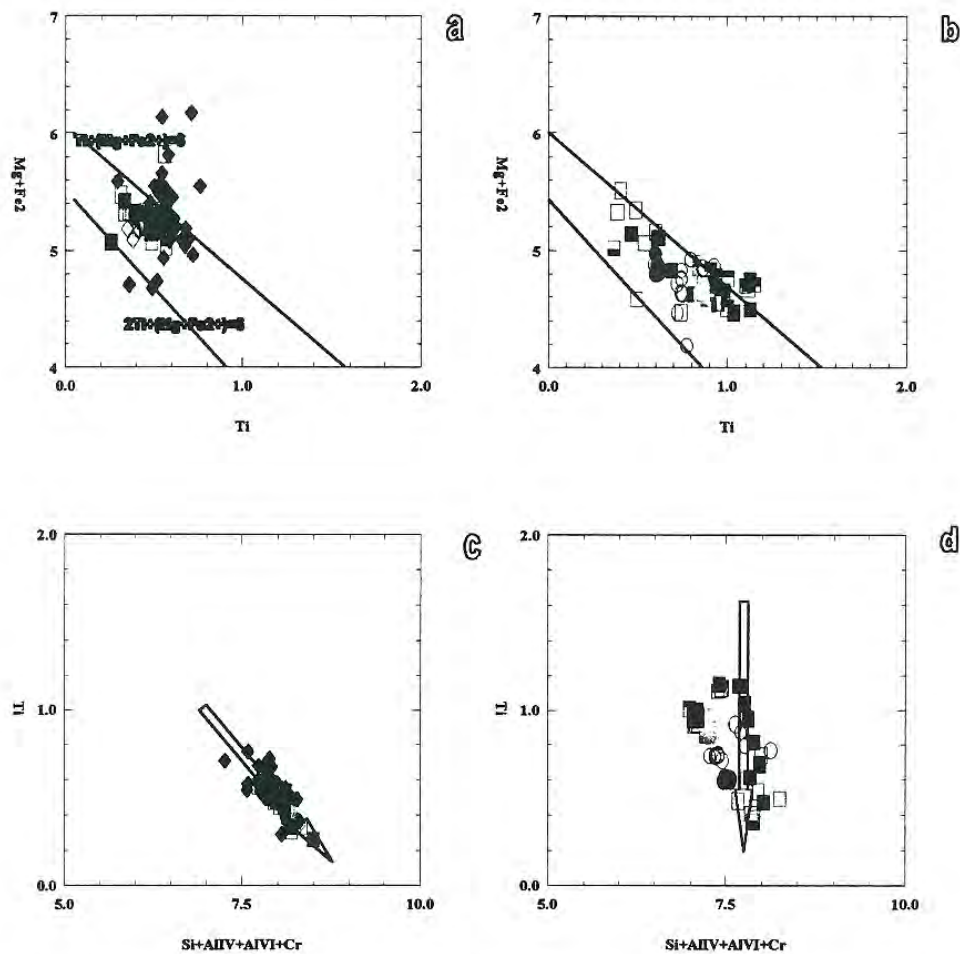 a
7
6
5
4
Mg+Fe2
Ti+(Mg+Fe2+)=6
2Ti+(Mg+Fe2+)=5
0.0 1.0 2.0
Ti
b
7
6
5
4
Mg+Fe2
0.0 1.0 2.0
Ti
c
2.0
1.0
0.0
Ti
5.0 7.5 10.0
Si+AlIV+AlVI+Cr
d
2.0
1.0
0.0
Ti
5.0 7.5 10.0
Si+AlIV+AlVI+Cr